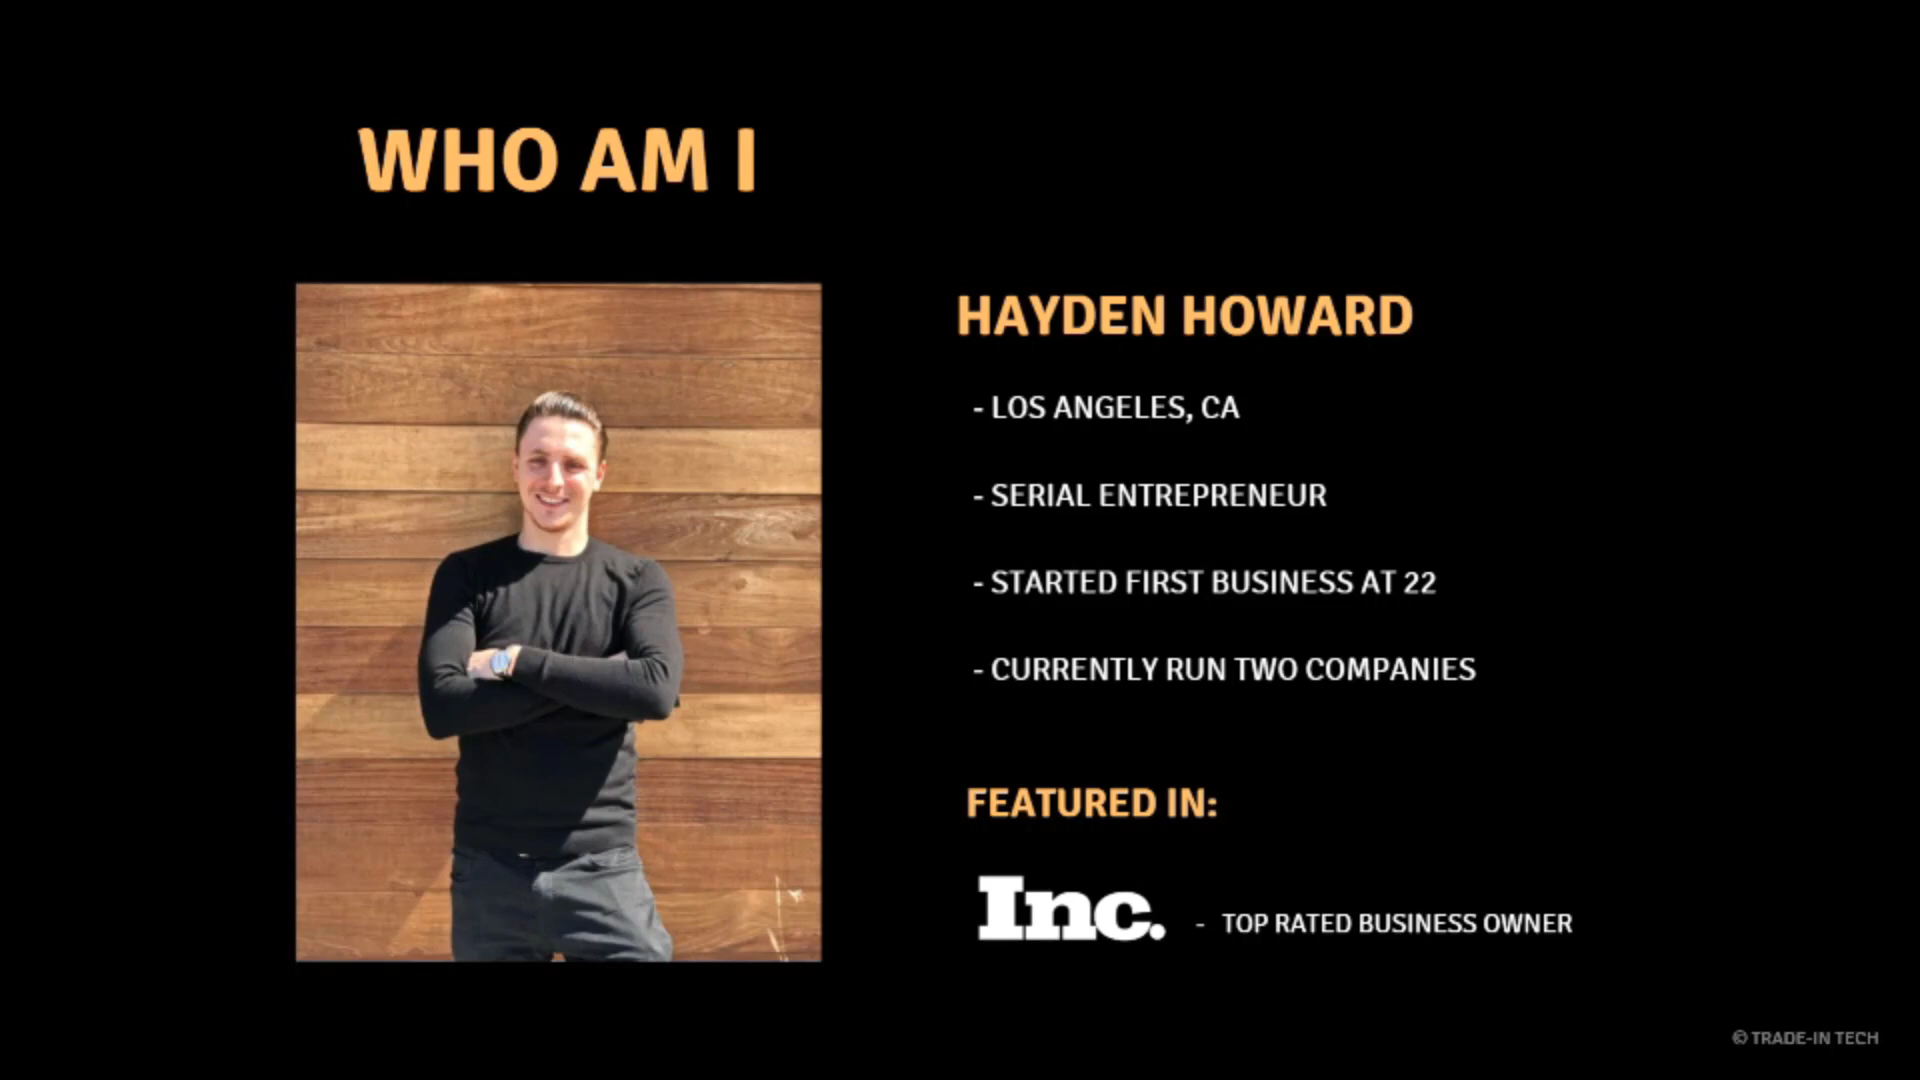 WHO AM I
HAYDEN HOWARD
- LOS ANGELES, CA
- SERIAL ENTREPRENEUR
- STARTED FIRST BUSINESS AT 22
- CURRENTLY RUN TWO COMPANIES
FEATURED IN:
Inc. - TOP RATED BUSINESS OWNER
© TRADE-IN TECH